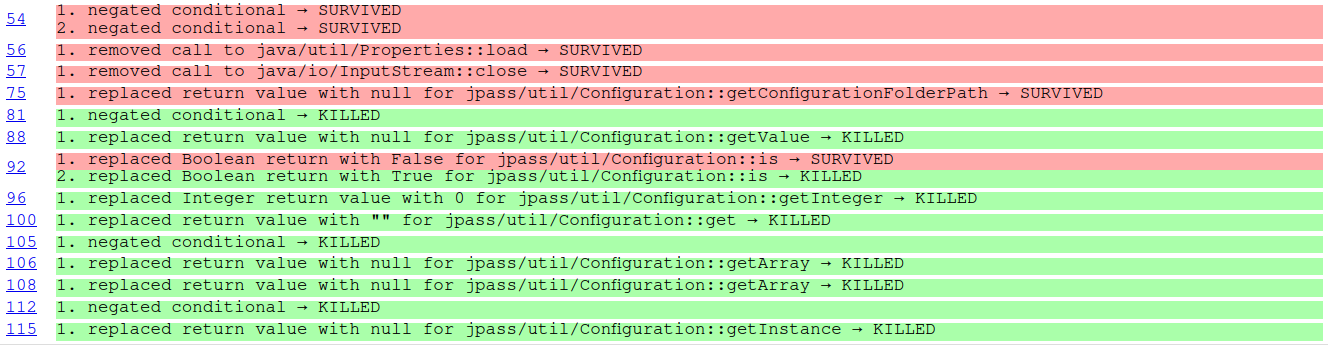 54 1. negated conditional → SURVIVED
2. negated conditional → SURVIVED
56 1. removed call to java/util/Properties::load → SURVIVED
57 1. removed call to java/io/InputStream::close → SURVIVED
75 1. replaced return value with null for jpass/util/Configuration::getConfigurationFolderPath → SURVIVED
81 1. negated conditional → KILLED
88 1. replaced return value with null for jpass/util/Configuration::getValue → KILLED
92 1. replaced Boolean return with False for jpass/util/Configuration::is → SURVIVED
2. replaced Boolean return with True for jpass/util/Configuration::is → KILLED
96 1. replaced Integer return value with 0 for jpass/util/Configuration::getInteger → KILLED
100 1. replaced return value with "" for jpass/util/Configuration::get → KILLED
105 1. negated conditional → KILLED
106 1. replaced return value with null for jpass/util/Configuration::getArray → KILLED
108 1. replaced return value with null for jpass/util/Configuration::getArray → KILLED
112 1. negated conditional → KILLED
115 1. replaced return value with null for jpass/util/Configuration::getInstance → KILLED